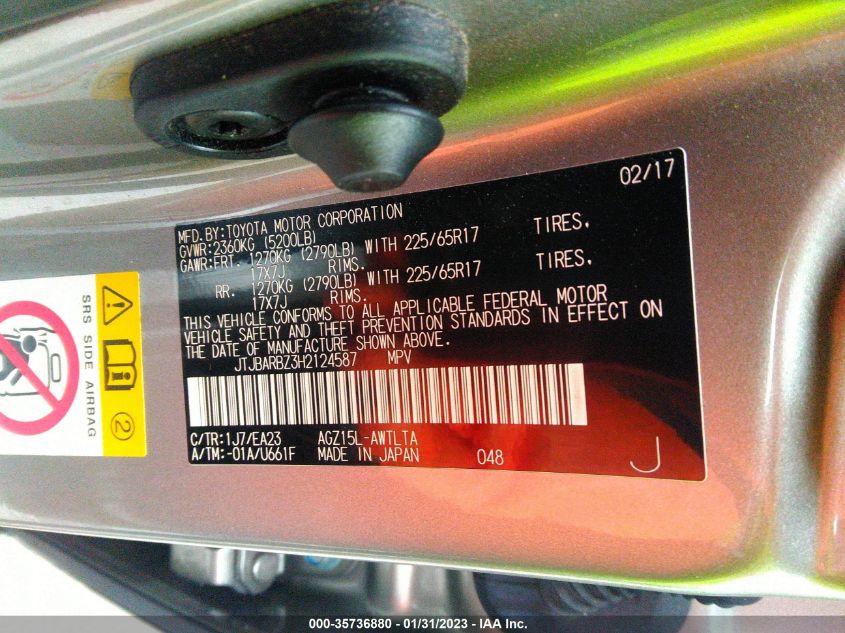 02/17
MFD.BY:TOYOTA MOTOR CORPORATION
GVWR:2360KG (5200LB)
GAWR:FRT. 1270KG (2790LB) WITH 225/65R17 TIRES,
17X7J RIMS.
RR. 1270KG (2790LB) WITH 225/65R17 TIRES,
17X7J RIMS.
THIS VEHICLE CONFORMS TO ALL APPLICABLE FEDERAL MOTOR
VEHICLE SAFETY AND THEFT PREVENTION STANDARDS IN EFFECT ON
THE DATE OF MANUFACTURE SHOWN ABOVE.
JTJBARBZ3H2124587 MPV
C/TR:1J7/EA23 AGZ15L-AWTLTA
A/TM:-01A/U661F MADE IN JAPAN 048 J
SRS SIDE AIRBAG
2
000-35736880 - 01/31/2023 - IAA Inc.